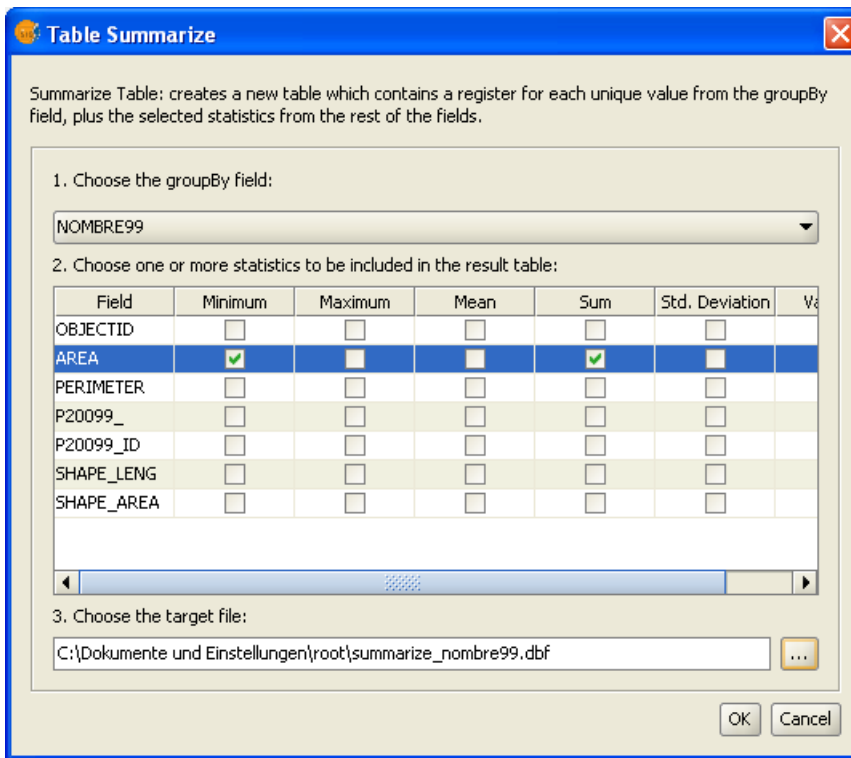 Table Summarize
Summarize Table: creates a new table which contains a register for each unique value from the groupBy
field, plus the selected statistics from the rest of the fields.
1. Choose the groupBy field:
NOMBRE99
2. Choose one or more statistics to be included in the result table:
Field Minimum Maximum Mean Sum Std. Deviation
OBJECTID
AREA
PERIMETER
P20099_
P20099_ID
SHAPE_LENG
SHAPE_AREA
3. Choose the target file:
C:\Dokumente und Einstellungen\root\summarize_nombre99.dbf
...
OK Cancel